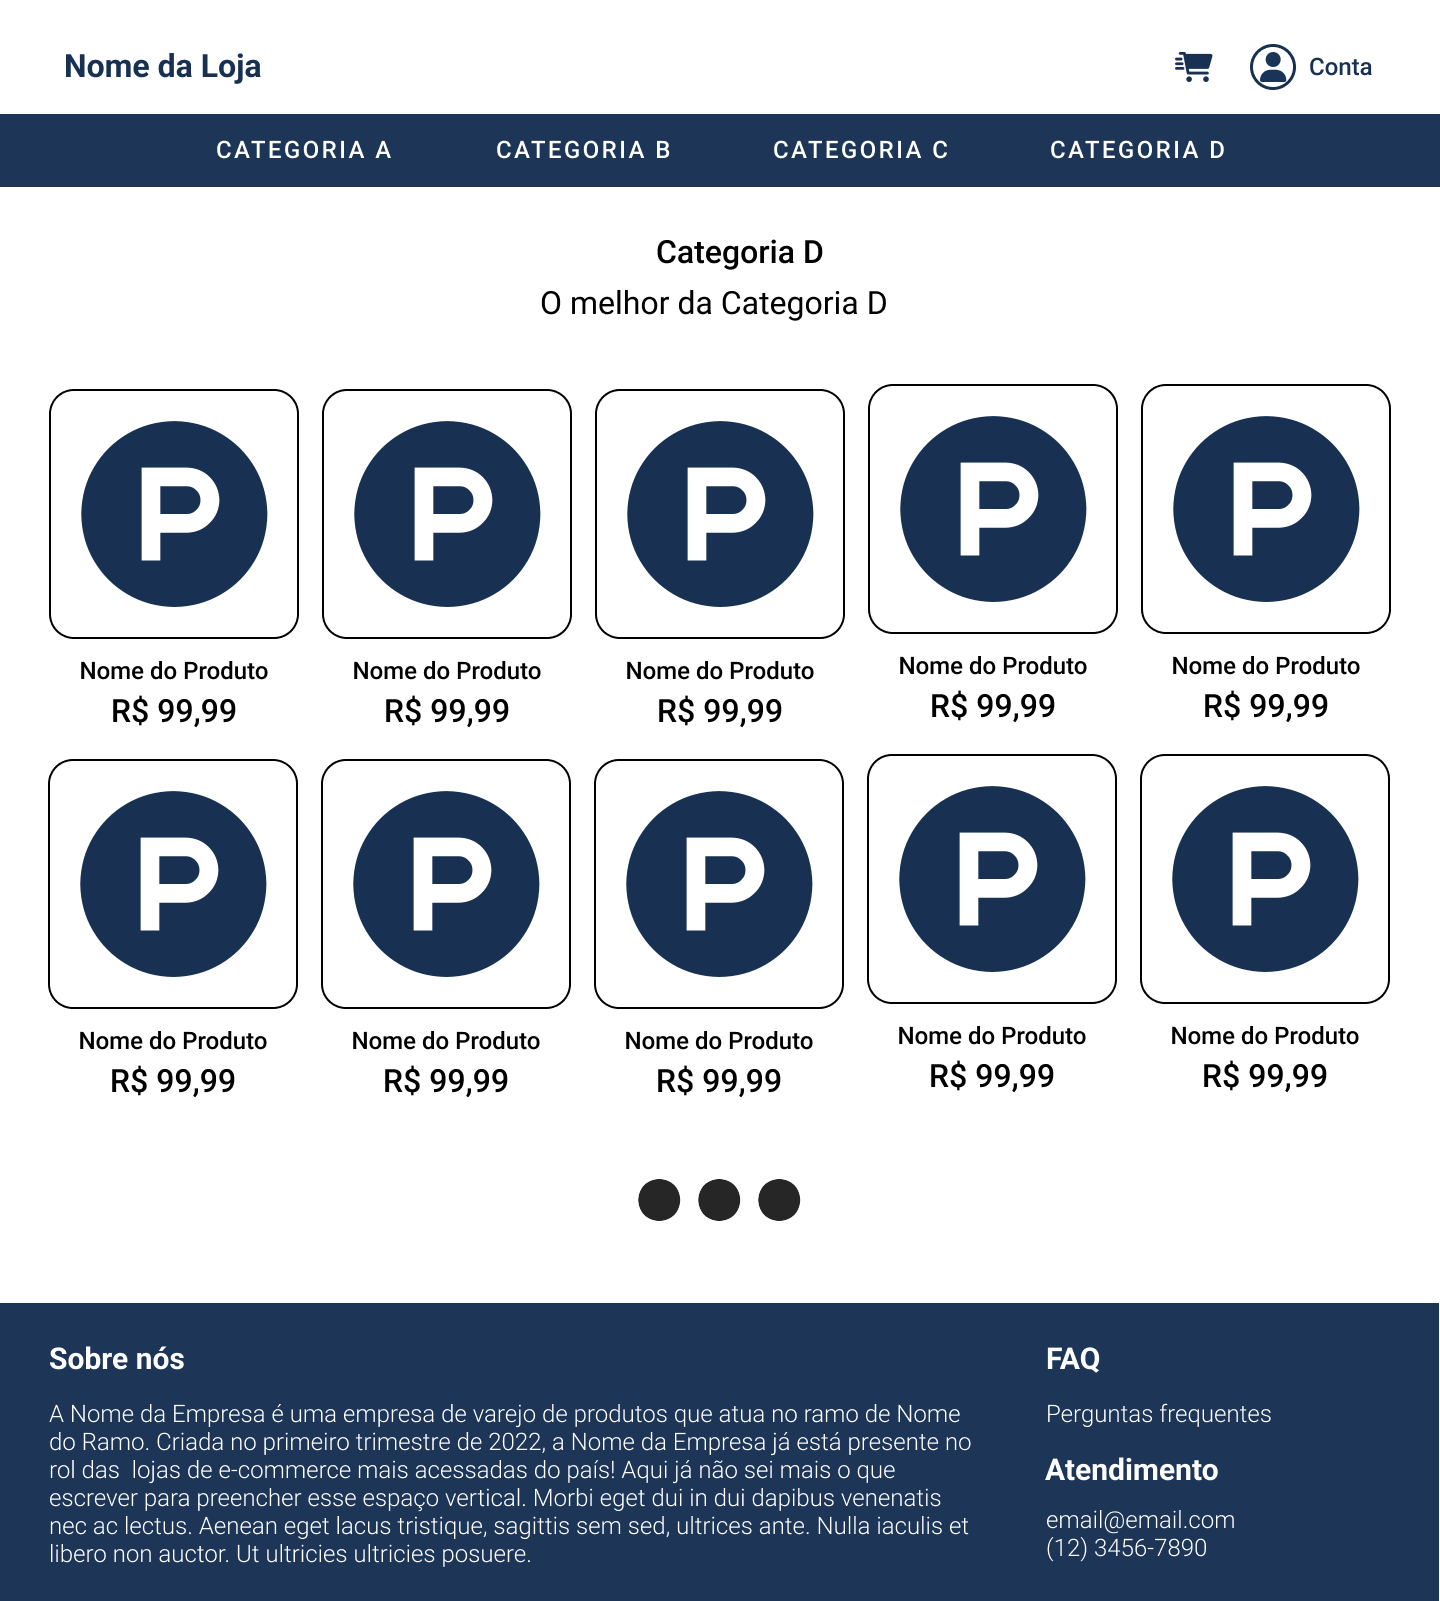 Nome da Loja
Conta
CATEGORIA A
CATEGORIA B
CATEGORIA C
CATEGORIA D
Categoria D
O melhor da Categoria D
P
P
P
P
P
Nome do Produto
Nome do Produto
Nome do Produto
Nome do Produto
Nome do Produto
R$ 99,99
R$ 99,99
R$ 99,99
R$ 99,99
R$ 99,99
P
P
P
P
P
Nome do Produto
Nome do Produto
Nome do Produto
Nome do Produto
Nome do Produto
R$ 99,99
R$ 99,99
R$ 99,99
R$ 99,99
R$ 99,99
Sobre nós
A Nome da Empresa é uma empresa de varejo de produtos que atua no ramo de Nome
do Ramo. Criada no primeiro trimestre de 2022, a Nome da Empresa já está presente no
rol das  lojas de e-commerce mais acessadas do país! Aqui já não sei mais o que
escrever para preencher esse espaço vertical. Morbi eget dui in dui dapibus venenatis
nec ac lectus. Aenean eget lacus tristique, sagittis sem sed, ultrices ante. Nulla iaculis et
libero non auctor. Ut ultricies ultricies posuere.
FAQ
Perguntas frequentes
Atendimento
email@email.com
(12) 3456-7890